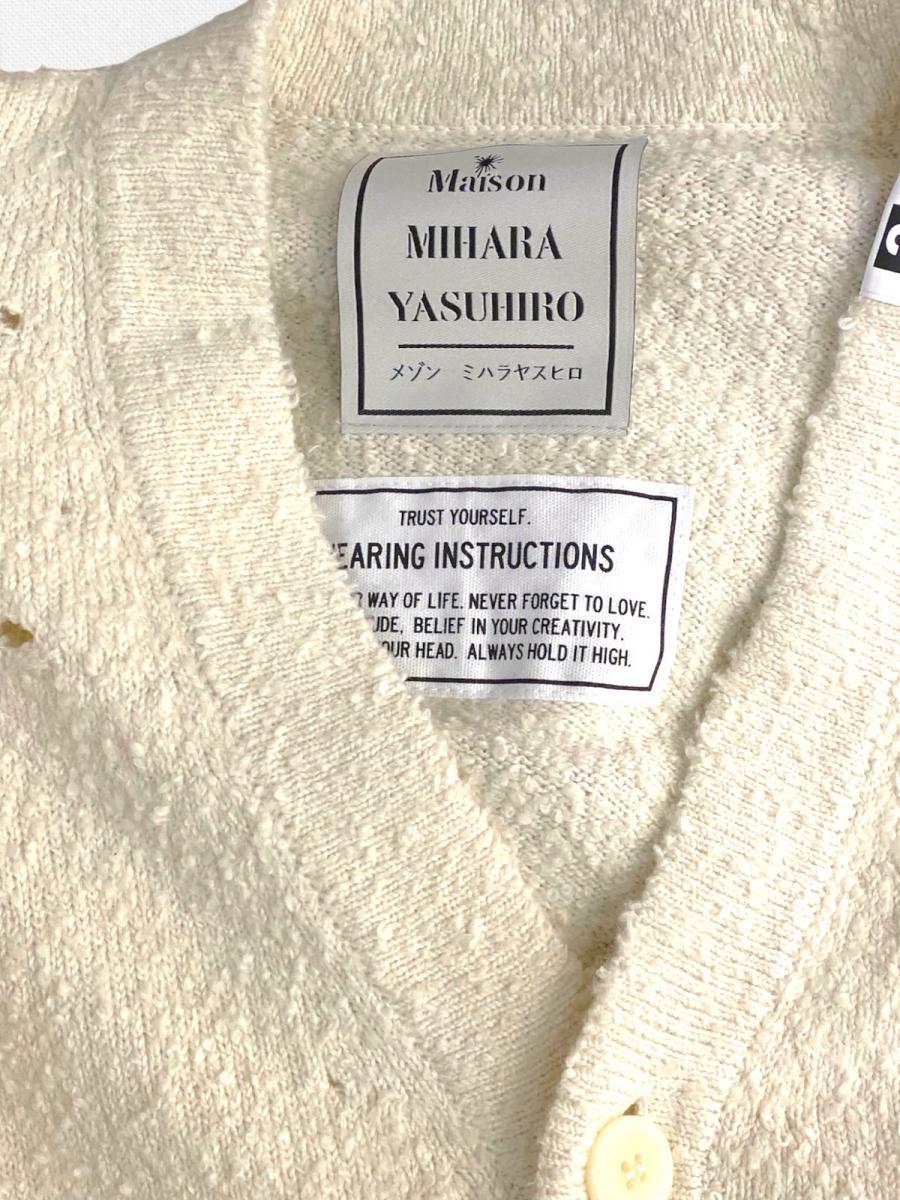 Maison
MIHARA
YASUHIRO
メゾン ミハラヤスヒロ
TRUST YOURSELF.
EARING INSTRUCTIONS
WAY OF LIFE. NEVER FORGET TO LOVE.
UDE, BELIEF IN YOUR CREATIVITY.
OUR HEAD. ALWAYS HOLD IT HIGH.